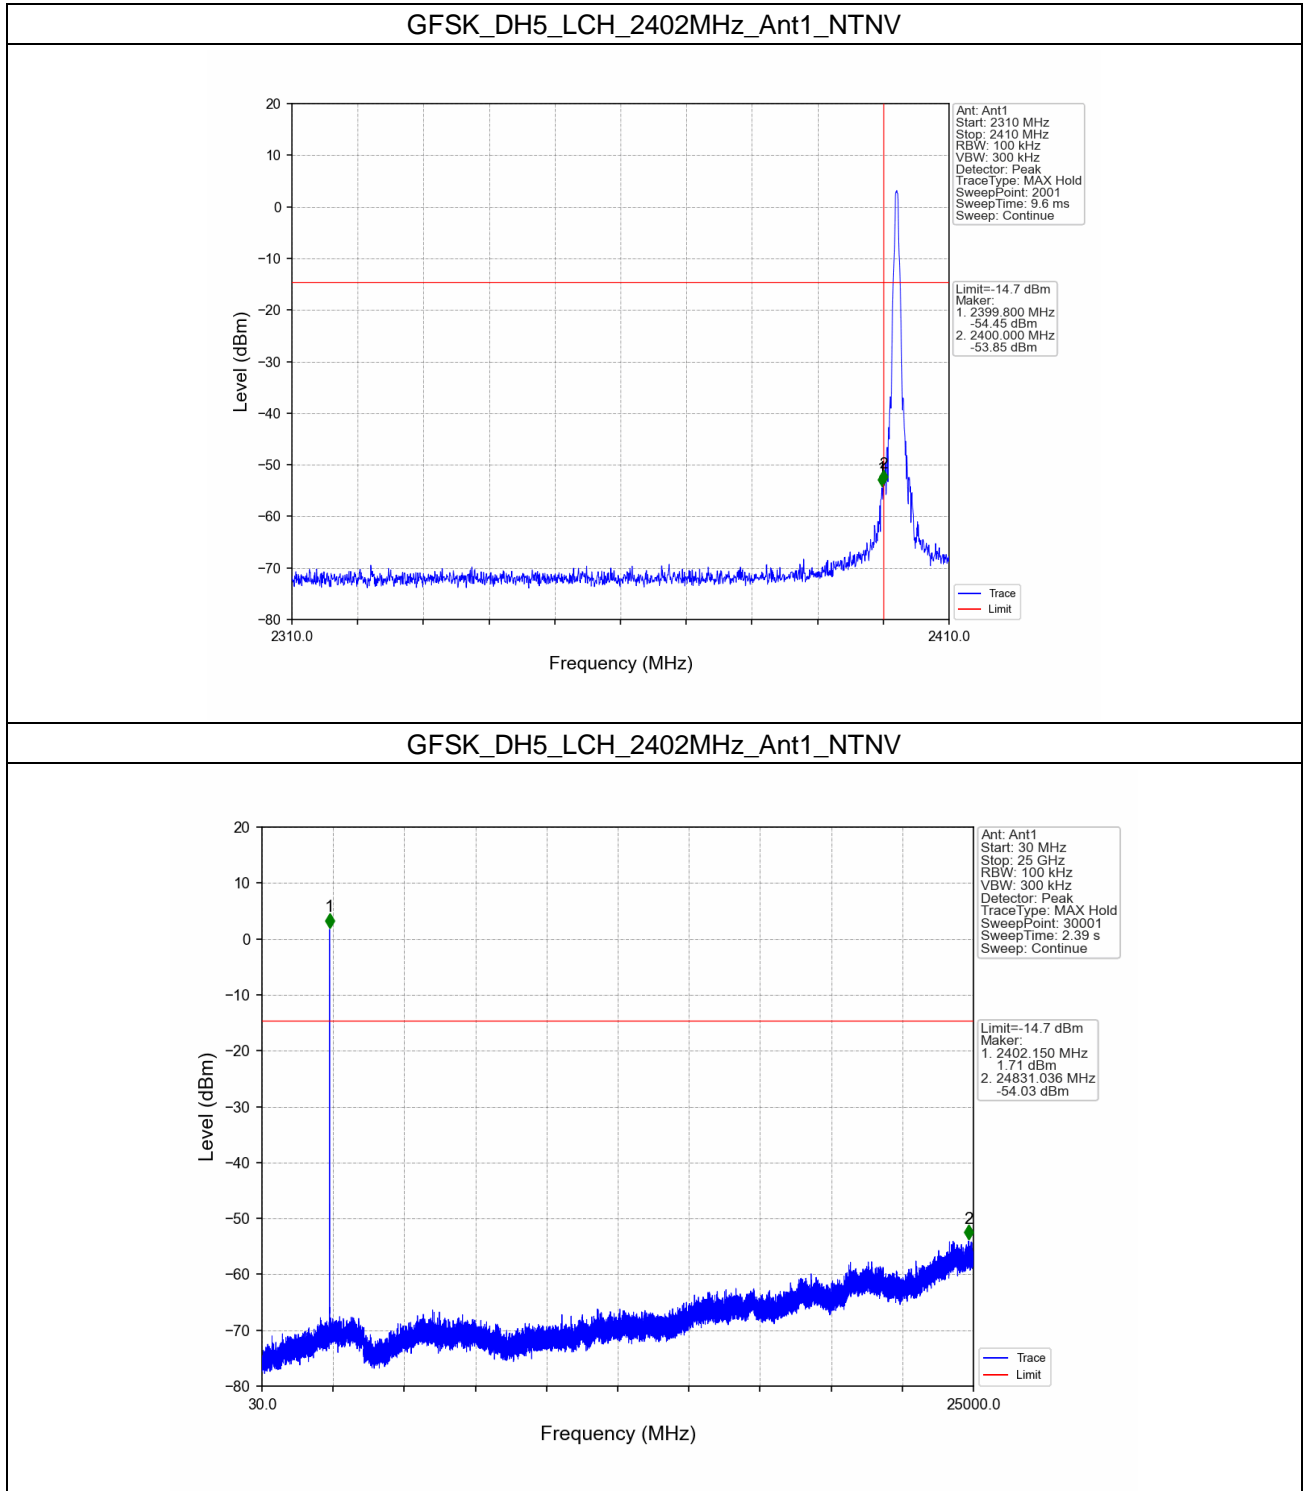 GFSK_DH5_LCH_2402MHz_Ant1_NTNV
20
10
0
−10
−20
−30
−40
−50
−60
−70
−80
Level (dBm)
2310.0
2410.0
Frequency (MHz)
1
2
Ant: Ant1
Start: 2310 MHz
Stop: 2410 MHz
RBW: 100 kHz
VBW: 300 kHz
Detector: Peak
TraceType: MAX Hold
SweepPoint: 2001
SweepTime: 9.6 ms
Sweep: Continue
Limit=-14.7 dBm
Maker:
1. 2399.800 MHz
-54.45 dBm
2. 2400.000 MHz
-53.85 dBm
Trace
Limit
GFSK_DH5_LCH_2402MHz_Ant1_NTNV
20
10
0
−10
−20
−30
−40
−50
−60
−70
−80
Level (dBm)
30.0
25000.0
Frequency (MHz)
1
2
Ant: Ant1
Start: 30 MHz
Stop: 25 GHz
RBW: 100 kHz
VBW: 300 kHz
Detector: Peak
TraceType: MAX Hold
SweepPoint: 30001
SweepTime: 2.39 s
Sweep: Continue
Limit=-14.7 dBm
Maker:
1. 2402.150 MHz
1.71 dBm
2. 24831.036 MHz
-54.03 dBm
Trace
Limit